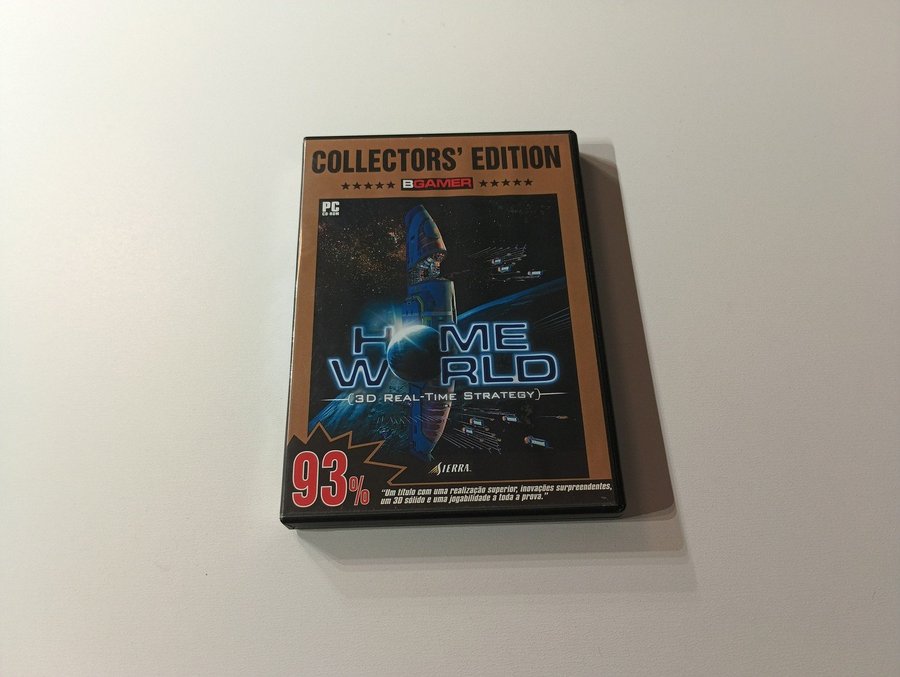 COLLECTORS' EDITION
★★★★★ BGAMER ★★★★★
PC
CD-ROM
HOME
WORLD
(3D REAL-TIME STRATEGY)
SIERRA
93%
"Um título com uma realização superior, inovações surpreendentes,
um 3D sólido e uma jogabilidade a toda a prova."